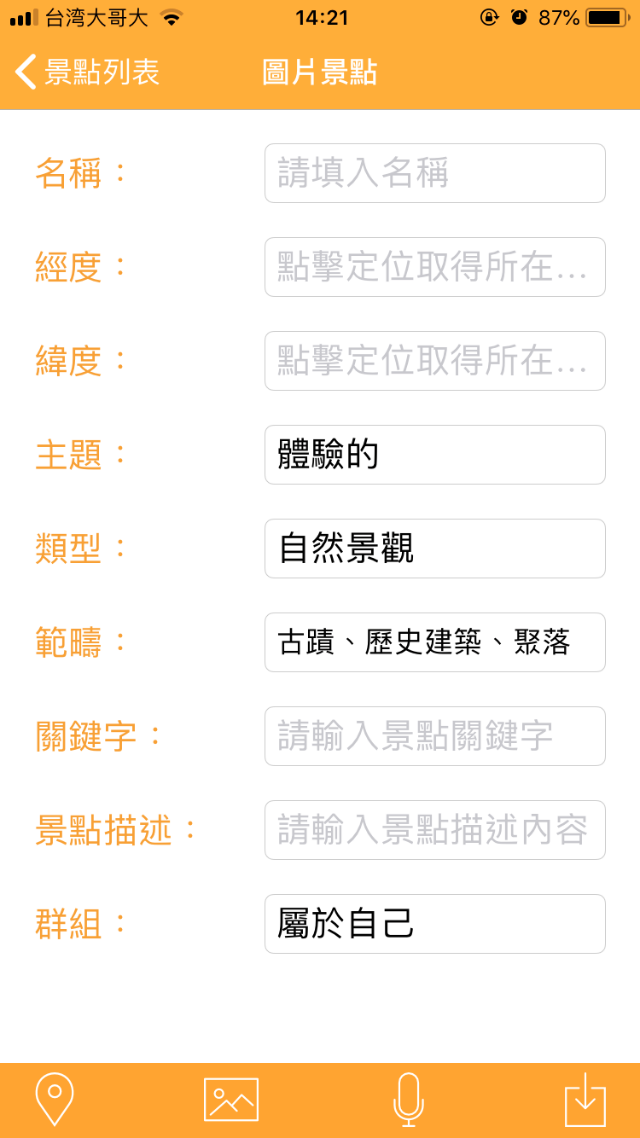 台湾大哥大 14:21 87%
景點列表 圖片景點
名稱： 請填入名稱
經度： 點擊定位取得所在...
緯度： 點擊定位取得所在...
主題： 體驗的
類型： 自然景觀
範疇： 古蹟、歷史建築、聚落
關鍵字： 請輸入景點關鍵字
景點描述： 請輸入景點描述內容
群組： 屬於自己